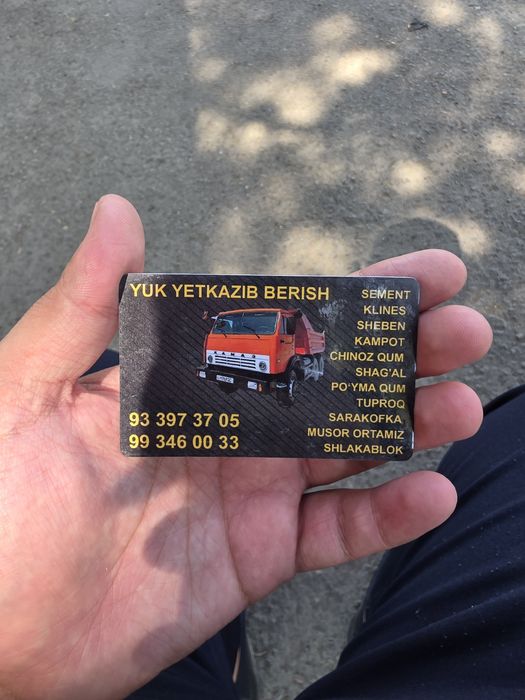 YUK YETKAZIB BERISH
SEMENT
KLINES
SHEBEN
KAMPOT
CHINOZ QUM
SHAG'AL
PO'YMA QUM
TUPROQ
SARAKOFKA
MUSOR ORTAMIZ
SHLAKABLOK
KAMAZ
93 397 37 05
99 346 00 33